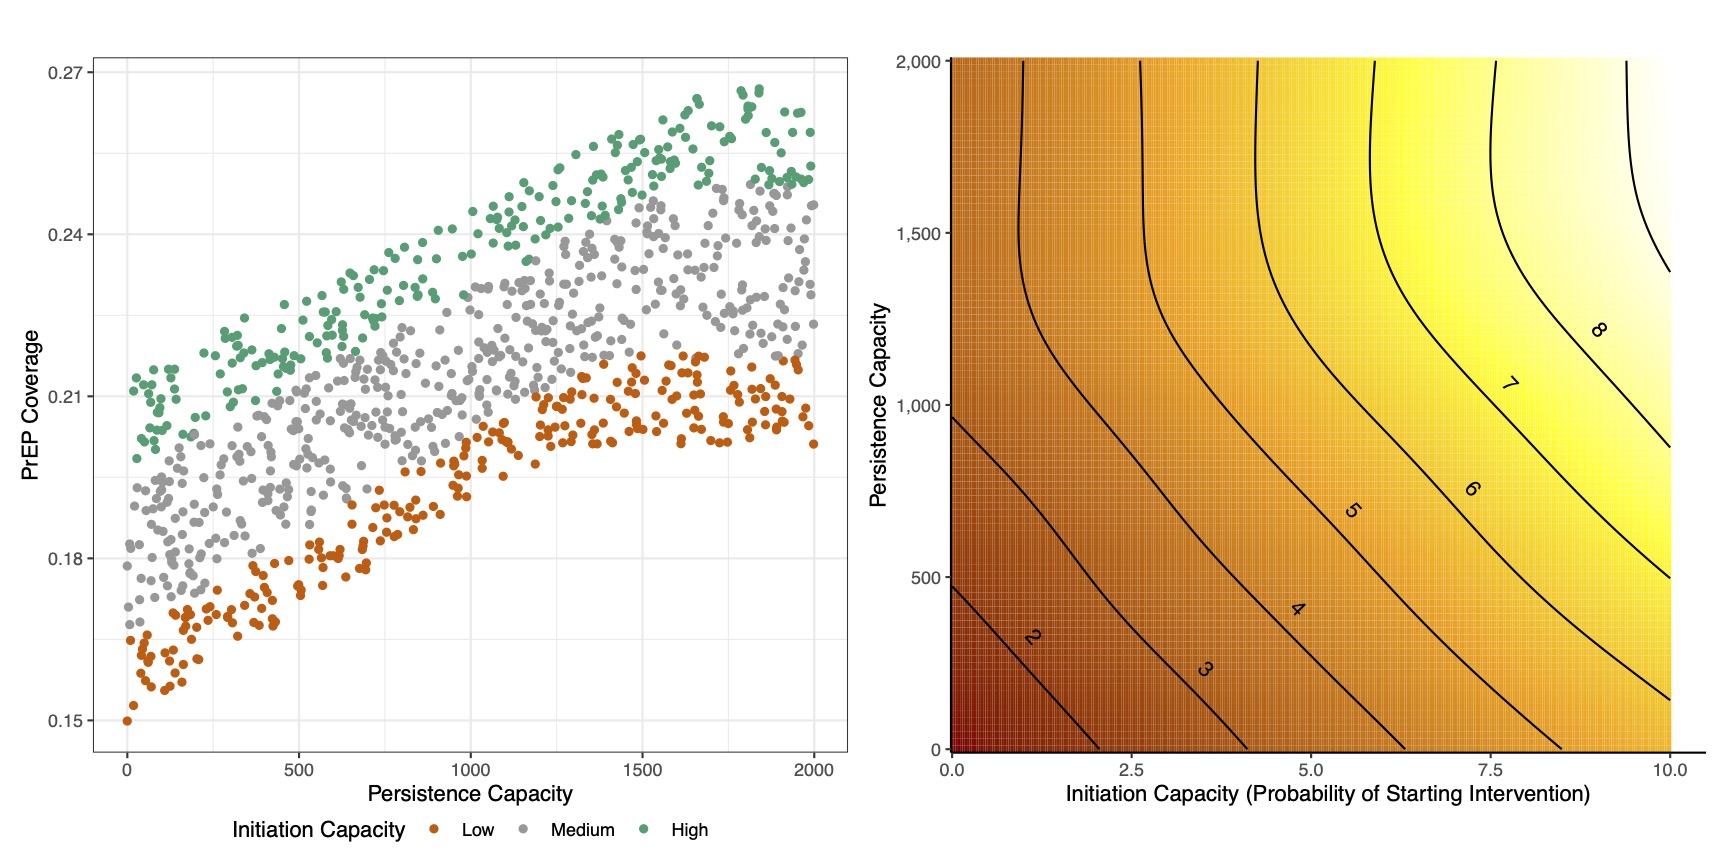 0.27
0.24
0.21
0.18
0.15
PrEP Coverage
0 500 1000 1500 2000
Persistence Capacity
Initiation Capacity Low Medium High
2,000
1,500
1,000
500
0
Persistence Capacity
8
7
6
5
4
3
2
0.0 2.5 5.0 7.5 10.0
Initiation Capacity (Probability of Starting Intervention)